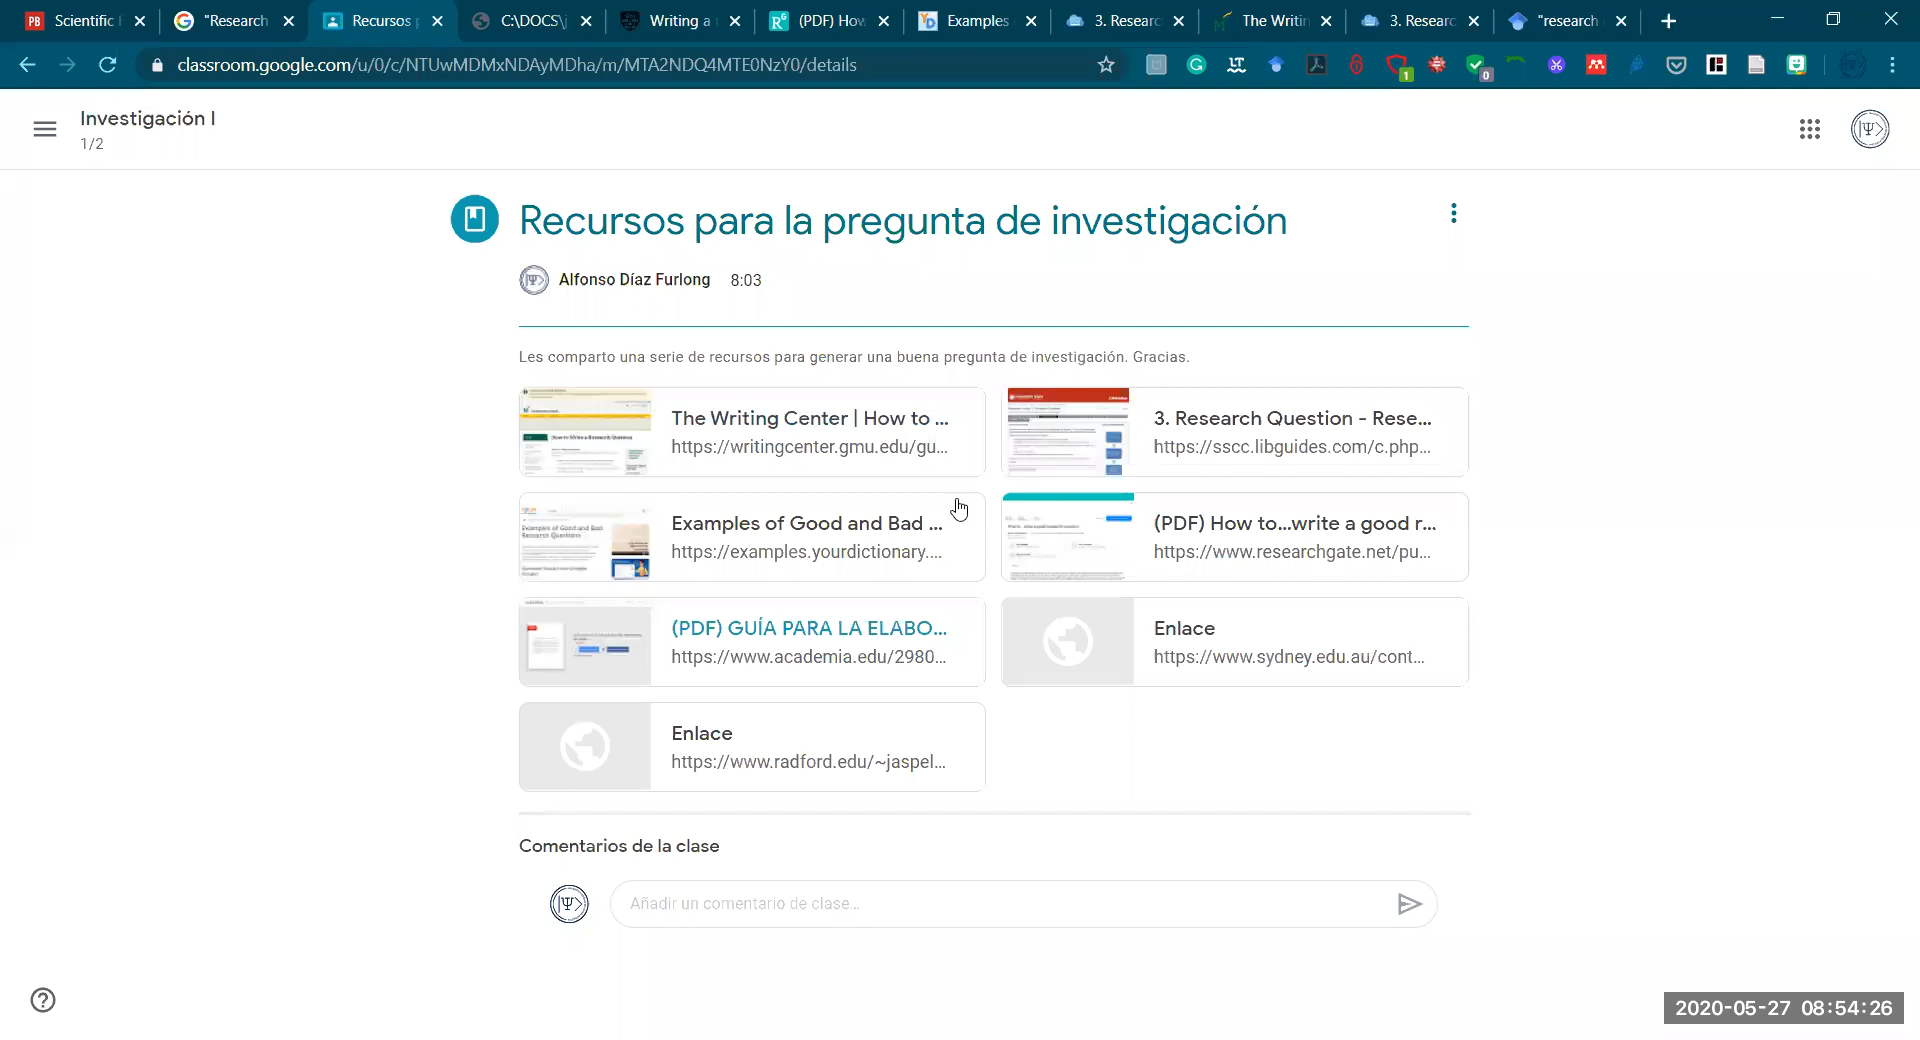 Scientific
"Research
Recursos
C:\DOCS\
Writing a
(PDF) How
Examples
3. Researc
The Writin
3. Researc
"research
classroom.google.com/u/0/c/NTUwMDMxNDAyMDha/m/MTA2NDQ4MTE0NzY0/details
Investigación I
1/2
Recursos para la pregunta de investigación
Alfonso Díaz Furlong 8:03
Les comparto una serie de recursos para generar una buena pregunta de investigación. Gracias.
The Writing Center | How to ...
https://writingcenter.gmu.edu/gu...
3. Research Question - Rese...
https://sscc.libguides.com/c.php...
Examples of Good and Bad ...
https://examples.yourdictionary....
(PDF) How to...write a good r...
https://www.researchgate.net/pu...
(PDF) GUÍA PARA LA ELABO...
https://www.academia.edu/2980...
Enlace
https://www.sydney.edu.au/cont...
Enlace
https://www.radford.edu/~jaspel...
Comentarios de la clase
Añadir un comentario de clase...
2020-05-27 08:54:26